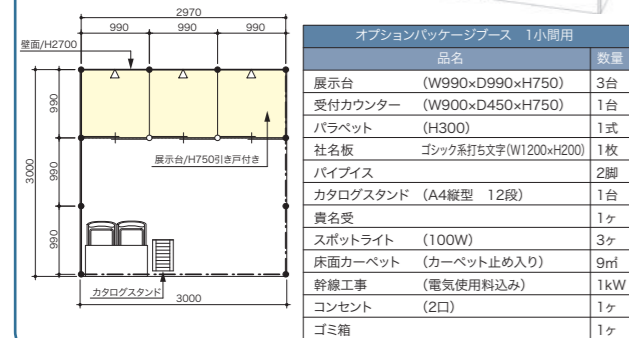 2970
990 990 990
壁面/H2700
990
990
990
3000
展示台/H750引き戸付き
カタログスタンド
3000
オプションパッケージブース 1小間用
品名 数量
展示台 (W990×D990×H750) 3台
受付カウンター (W900×D450×H750) 1台
パラペット (H300) 1式
社名板 ゴシック系打ち文字(W1200×H200) 1枚
パイプイス 2脚
カタログスタンド (A4縦型 12段) 1台
貴名受 1ヶ
スポットライト (100W) 3ヶ
床面カーペット (カーペット止め入り) 9㎡
幹線工事 (電気使用料込み) 1kW
コンセント (2口) 1ヶ
ゴミ箱 1ヶ